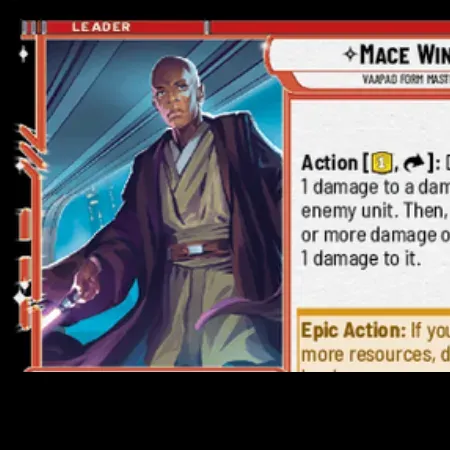 LEADER
MACE WIN
VAAPAD FORM MAST
Action [1, ]:
1 damage to a dam
enemy unit. Then,
or more damage o
1 damage to it.
Epic Action: If you
more resources, d